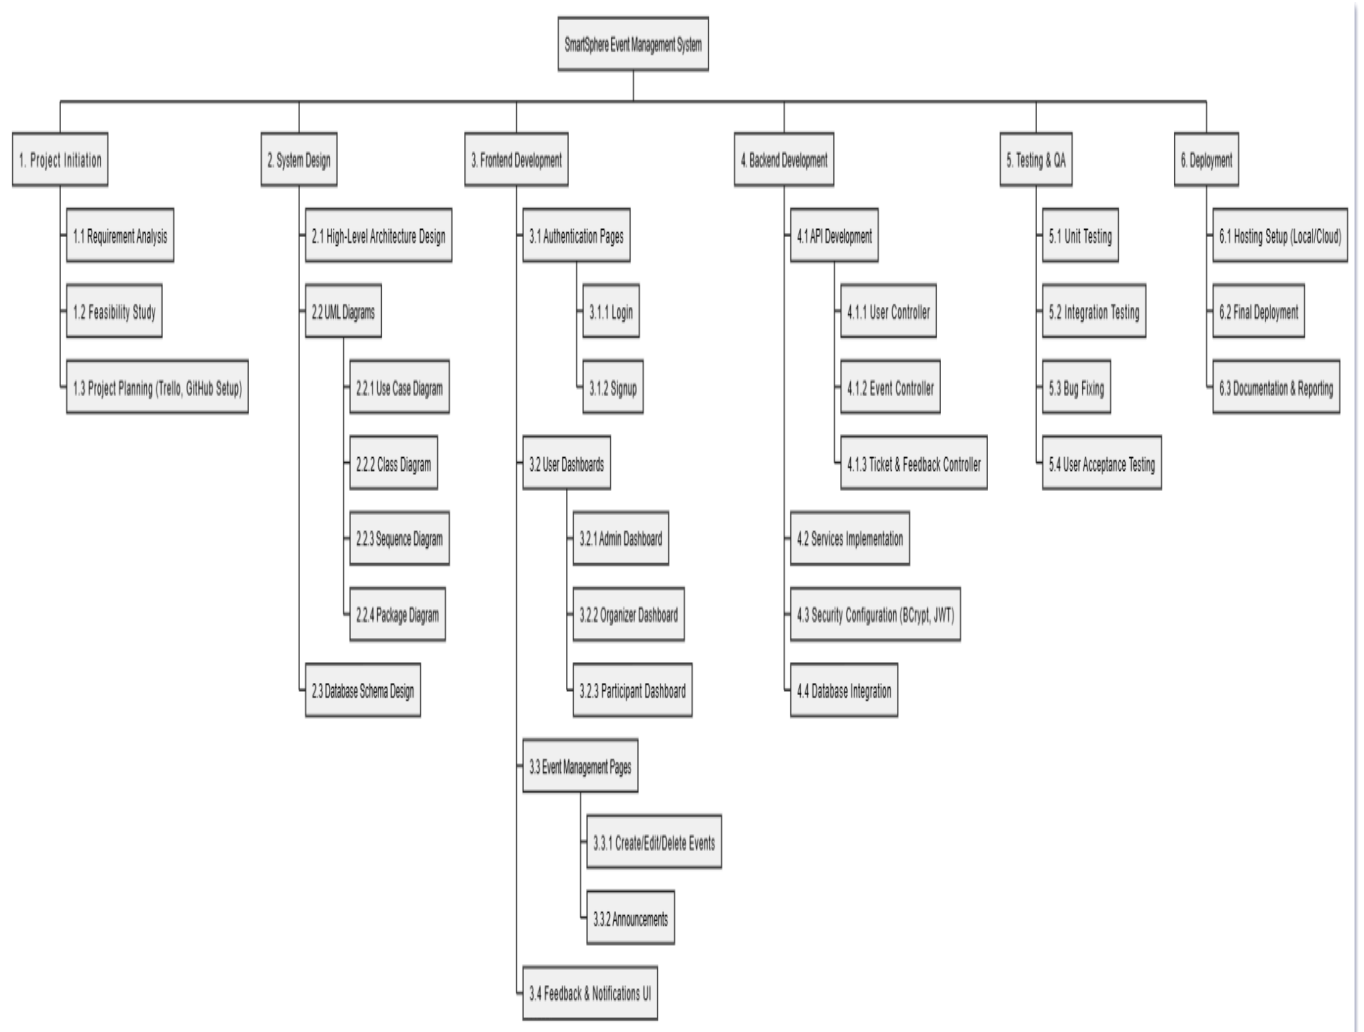 SmartSphere Event Management System
1. Project Initiation
1.1 Requirement Analysis
1.2 Feasibility Study
1.3 Project Planning (Trello, GitHub Setup)
2. System Design
2.1 High-Level Architecture Design
2.2 UML Diagrams
2.2.1 Use Case Diagram
2.2.2 Class Diagram
2.2.3 Sequence Diagram
2.2.4 Package Diagram
2.3 Database Schema Design
3. Frontend Development
3.1 Authentication Pages
3.1.1 Login
3.1.2 Signup
3.2 User Dashboards
3.2.1 Admin Dashboard
3.2.2 Organizer Dashboard
3.2.3 Participant Dashboard
3.3 Event Management Pages
3.3.1 Create/Edit/Delete Events
3.3.2 Announcements
3.4 Feedback & Notifications UI
4. Backend Development
4.1 API Development
4.1.1 User Controller
4.1.2 Event Controller
4.1.3 Ticket & Feedback Controller
4.2 Services Implementation
4.3 Security Configuration (BCrypt, JWT)
4.4 Database Integration
5. Testing & QA
5.1 Unit Testing
5.2 Integration Testing
5.3 Bug Fixing
5.4 User Acceptance Testing
6. Deployment
6.1 Hosting Setup (Local/Cloud)
6.2 Final Deployment
6.3 Documentation & Reporting